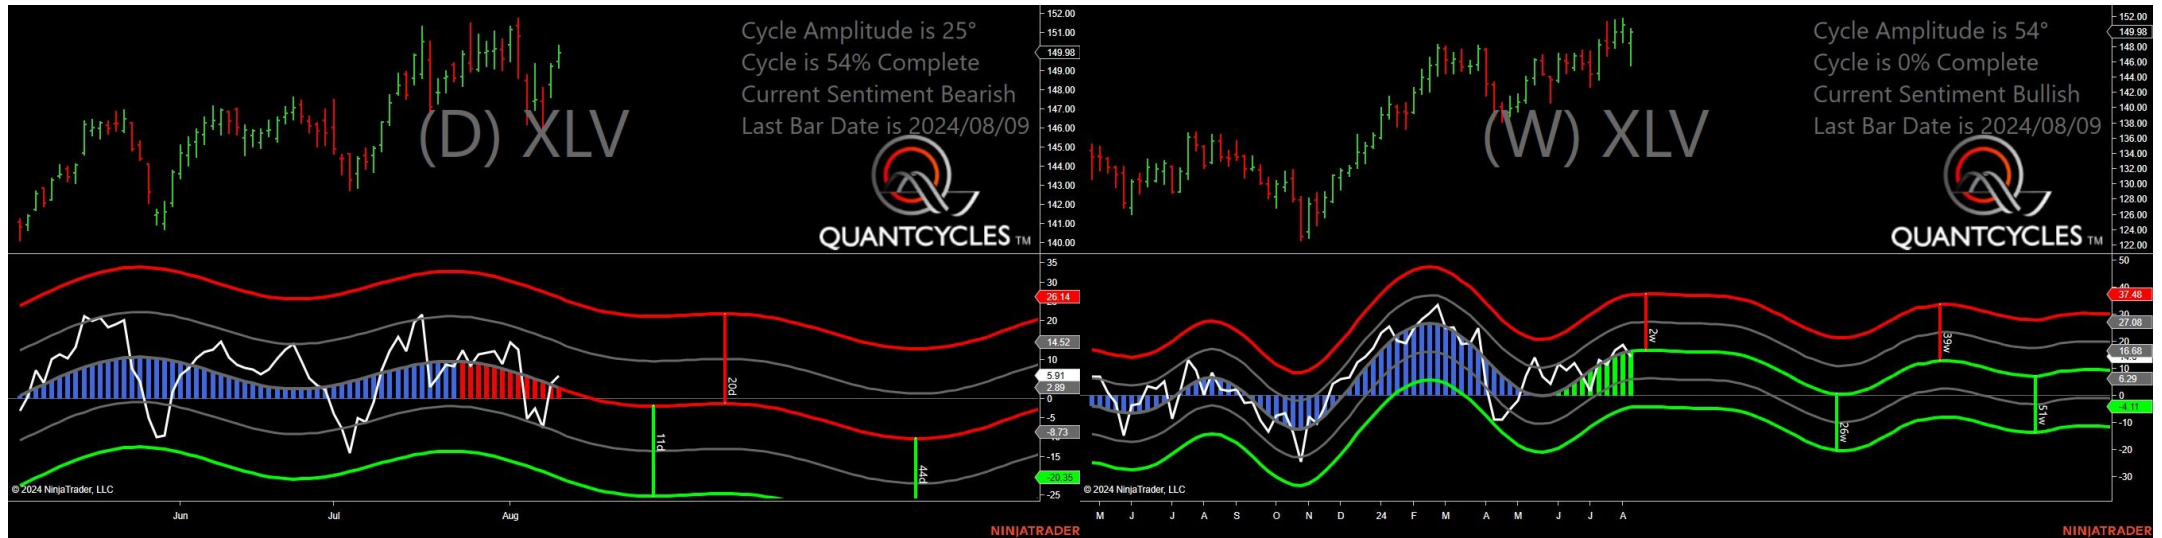 Cycle Amplitude is 25°
Cycle is 54% Complete
Current Sentiment Bearish
Last Bar Date is 2024/08/09
(D) XLV
QUANTCYCLES TM
152.00
151.00
149.98
149.00
148.00
147.00
146.00
145.00
144.00
143.00
142.00
141.00
140.00
35
30
26.14
20
14.52
10
5.91
2.89
0
-5
-8.73
-15
-20.35
-25
20d
11d
44d
© 2024 NinjaTrader, LLC
Jun Jul Aug
NINJATRADER
Cycle Amplitude is 54°
Cycle is 0% Complete
Current Sentiment Bullish
Last Bar Date is 2024/08/09
(W) XLV
QUANTCYCLES TM
152.00
149.98
148.00
146.00
144.00
142.00
140.00
138.00
136.00
134.00
132.00
130.00
128.00
126.00
124.00
122.00
50
40
37.48
27.08
20
16.68
6.29
0
-4.11
-10
-20
-30
2w
39w
26w
51w
© 2024 NinjaTrader, LLC
M J J A S O N D 24 F M A M J J A
NINJATRADER